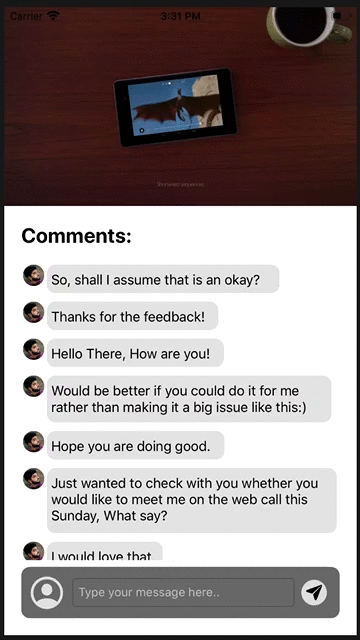 Carrier 3:31 PM
Comments:
So, shall I assume that is an okay?
Thanks for the feedback!
Hello There, How are you!
Would be better if you could do it for me
rather than making it a big issue like this:)
Hope you are doing good.
Just wanted to check with you whether you
would like to meet me on the web call this
Sunday, What say?
I would love that
Type your message here..